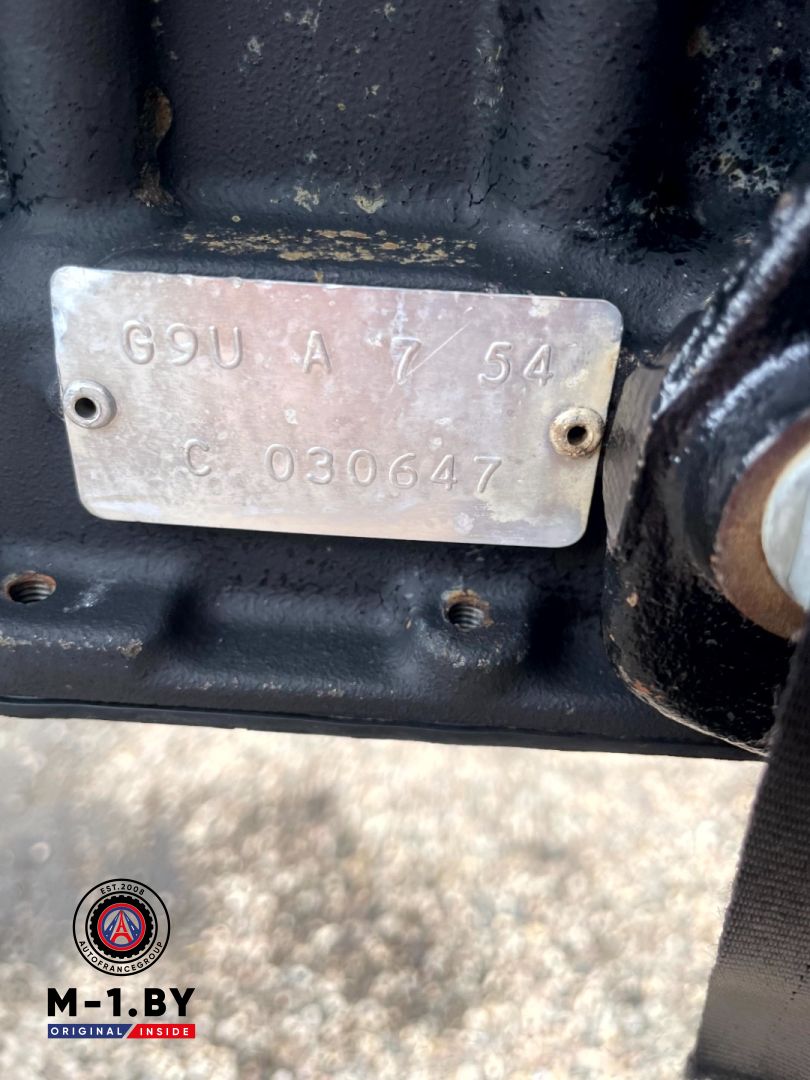 G9U A 7 54
C 030647
EST.2008
AUTOFRANCEGROUP
M-1.BY
ORIGINAL INSIDE